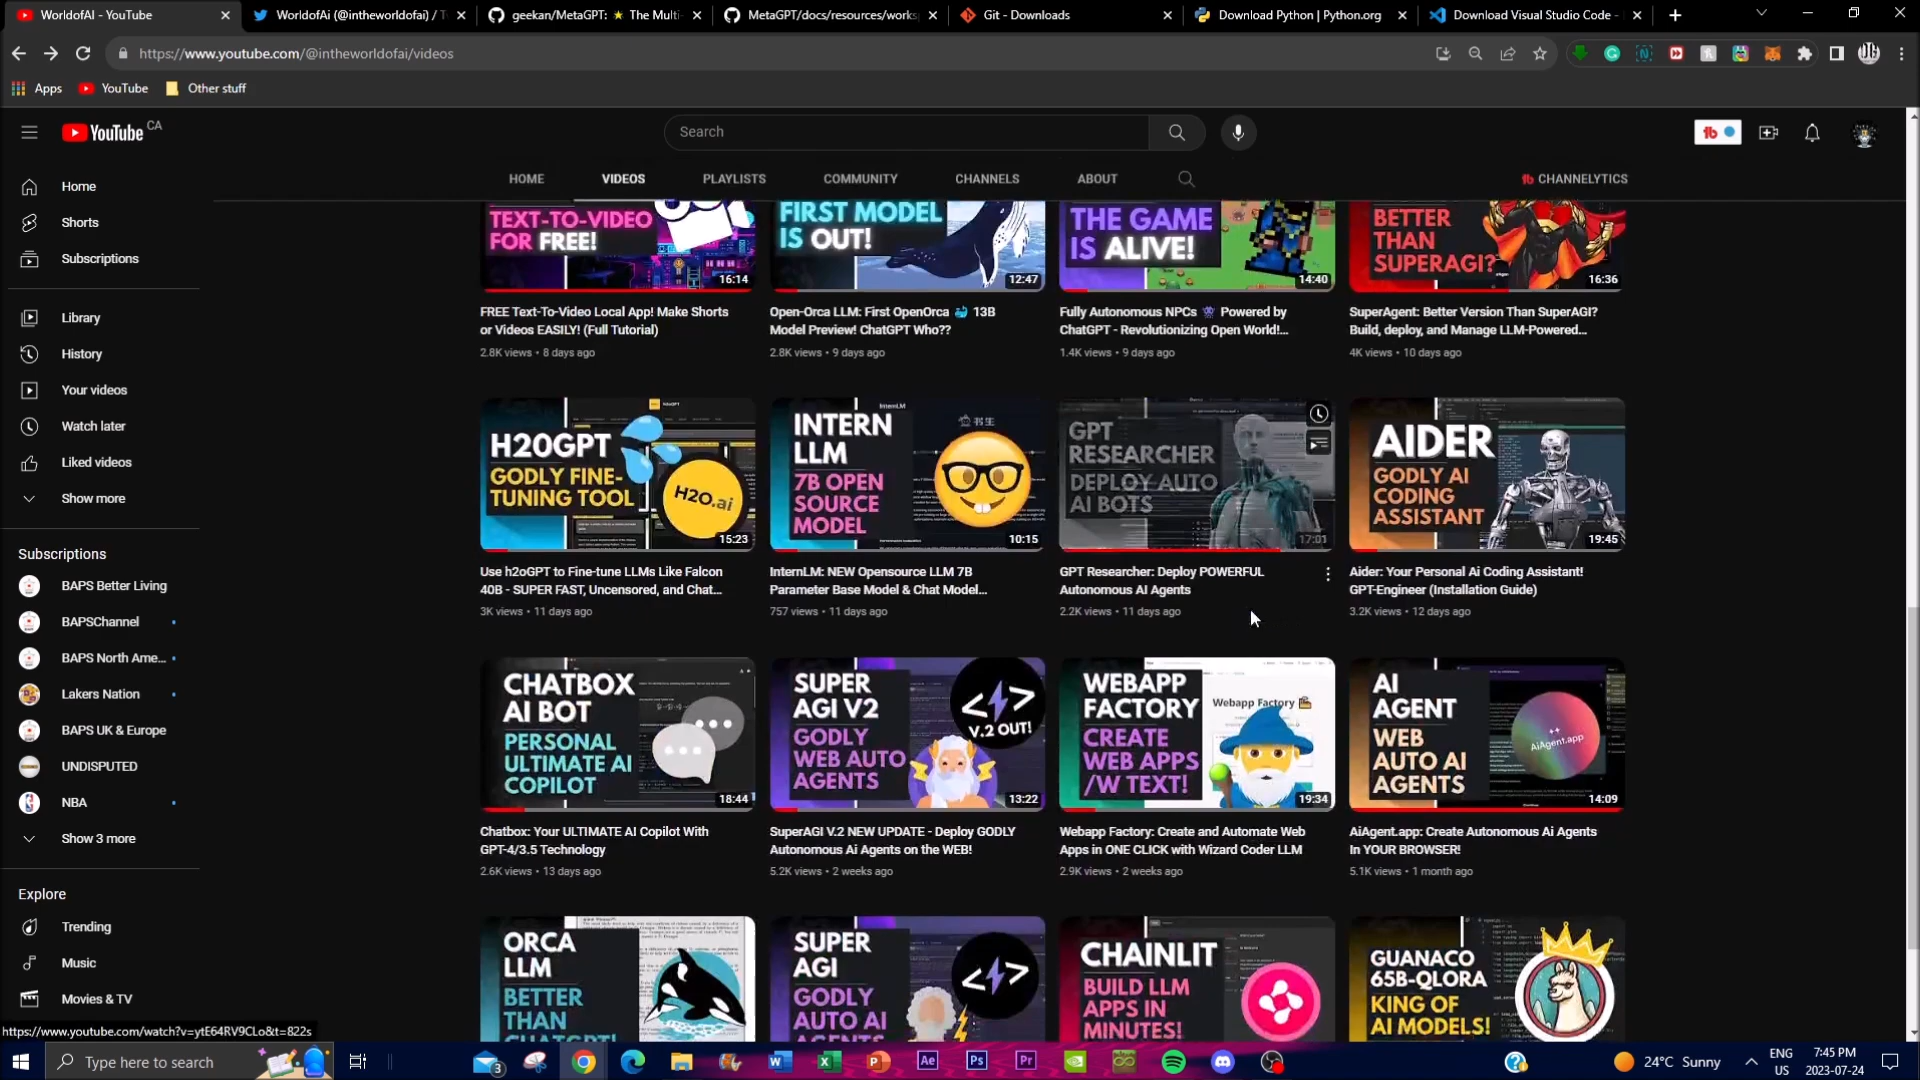 WorldofAI - YouTube
WorldofAi (@intheworldofai) / T
geekan/MetaGPT: ⭐ The Multi-
MetaGPT/docs/resources/works
Git - Downloads
Download Python | Python.org
Download Visual Studio Code -
https://www.youtube.com/@intheworldofai/videos
Apps
YouTube
Other stuff
YouTube CA
Search
HOME
VIDEOS
PLAYLISTS
COMMUNITY
CHANNELS
ABOUT
CHANNELYTICS
Home
Shorts
Subscriptions
Library
History
Your videos
Watch later
Liked videos
Show more
Subscriptions
BAPS Better Living
BAPSChannel
BAPS North Ame...
Lakers Nation
BAPS UK & Europe
UNDISPUTED
NBA
Show 3 more
Explore
Trending
Music
Movies & TV
TEXT-TO-VIDEO
FOR FREE!
16:14
FREE Text-To-Video Local App! Make Shorts
or Videos EASILY! (Full Tutorial)
2.8K views • 8 days ago
FIRST MODEL
IS OUT!
12:47
Open-Orca LLM: First OpenOrca 🐳 13B
Model Preview! ChatGPT Who??
2.8K views • 9 days ago
THE GAME
IS ALIVE!
14:40
Fully Autonomous NPCs 👾 Powered by
ChatGPT - Revolutionizing Open World!...
1.4K views • 9 days ago
BETTER
THAN
SUPERAGI?
16:36
SuperAgent: Better Version Than SuperAGI?
Build, deploy, and Manage LLM-Powered...
4K views • 10 days ago
H20GPT
GODLY FINE-
TUNING TOOL
H2O.ai
15:23
Use h2oGPT to Fine-tune LLMs Like Falcon
40B - SUPER FAST, Uncensored, and Chat...
3K views • 11 days ago
INTERN
LLM
7B OPEN
SOURCE
MODEL
InternLM
书生
10:15
InternLM: NEW Opensource LLM 7B
Parameter Base Model & Chat Model...
757 views • 11 days ago
GPT
RESEARCHER
DEPLOY AUTO
AI BOTS
17:01
GPT Researcher: Deploy POWERFUL
Autonomous AI Agents
2.2K views • 11 days ago
AIDER
GODLY AI
CODING
ASSISTANT
19:45
Aider: Your Personal Ai Coding Assistant!
GPT-Engineer (Installation Guide)
3.2K views • 12 days ago
CHATBOX
AI BOT
PERSONAL
ULTIMATE AI
COPILOT
18:44
Chatbox: Your ULTIMATE AI Copilot With
GPT-4/3.5 Technology
2.6K views • 13 days ago
SUPER
AGI V2
GODLY
WEB AUTO
AGENTS
V.2 OUT!
13:22
SuperAGI V.2 NEW UPDATE - Deploy GODLY
Autonomous Ai Agents on the WEB!
5.2K views • 2 weeks ago
WEBAPP
FACTORY
CREATE
WEB APPS
/W TEXT!
Webapp Factory
19:34
Webapp Factory: Create and Automate Web
Apps in ONE CLICK with Wizard Coder LLM
2.9K views • 2 weeks ago
AI
AGENT
WEB
AUTO AI
AGENTS
AiAgent.app
14:09
AiAgent.app: Create Autonomous Ai Agents
In YOUR BROWSER!
5.1K views • 1 month ago
ORCA
LLM
BETTER
THAN
CHATGPT!
SUPER
AGI
GODLY
AUTO AI
AGENTS
CHAINLIT
BUILD LLM
APPS IN
MINUTES!
GUANACO
65B-QLORA
KING OF
AI MODELS!
https://www.youtube.com/watch?v=ytE64RV9CLo&t=822s
Type here to search
3
24°C Sunny
ENG
US
7:45 PM
2023-07-24